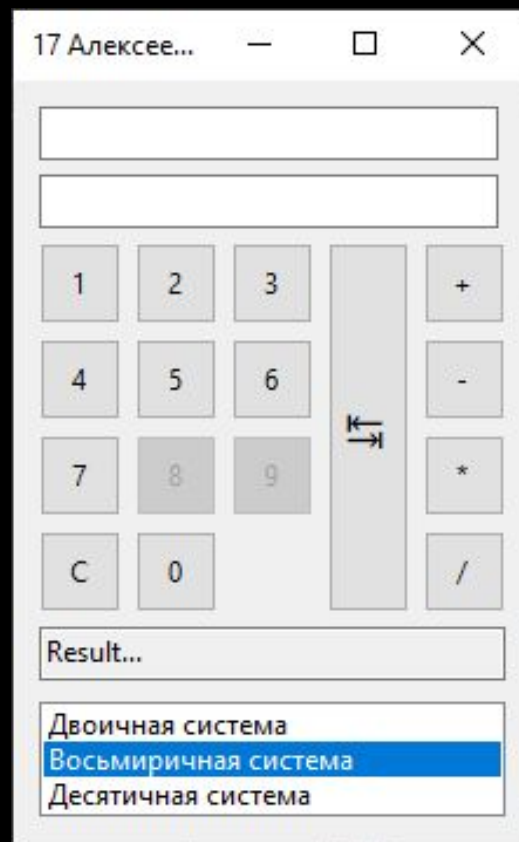 17 Алексее...
1 2 3 +
4 5 6 -
7 8 9 *
C 0 /
Result...
Двоичная система
Восьмиричная система
Десятичная система